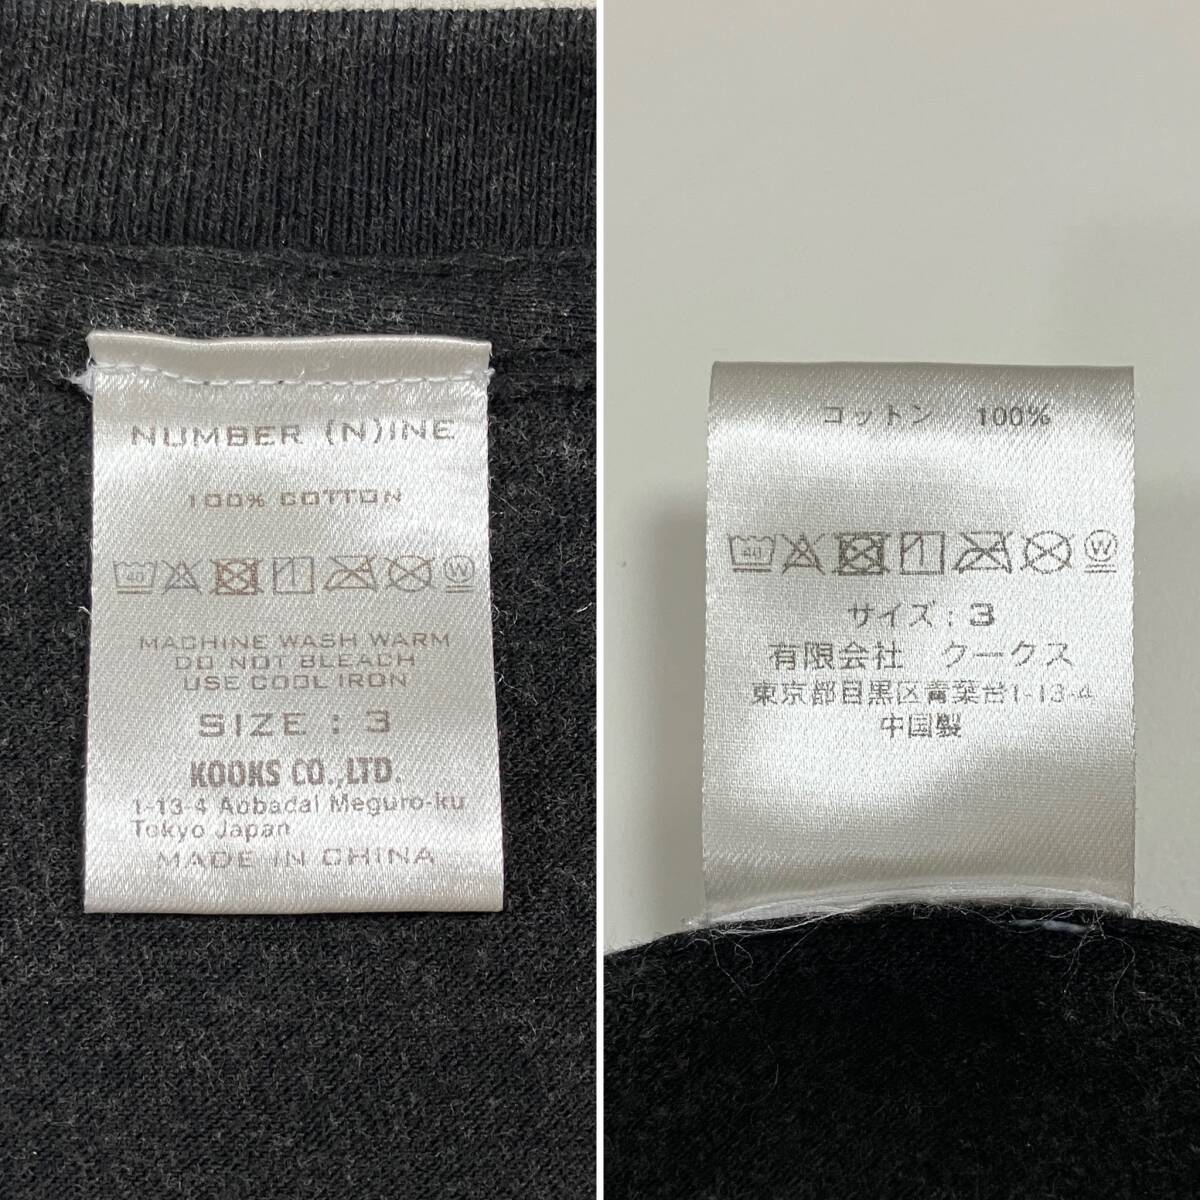 NUMBER (N)INE
100% COTTON
40 W
MACHINE WASH WARM
DO NOT BLEACH
USE COOL IRON
SIZE : 3
KOOKS CO.,LTD.
1-13-4 Aobadai Meguro-ku
Tokyo Japan
MADE IN CHINA
コットン 100%
40 W
サイズ : 3
有限会社 クークス
東京都目黒区青葉台1-13-4
中国製